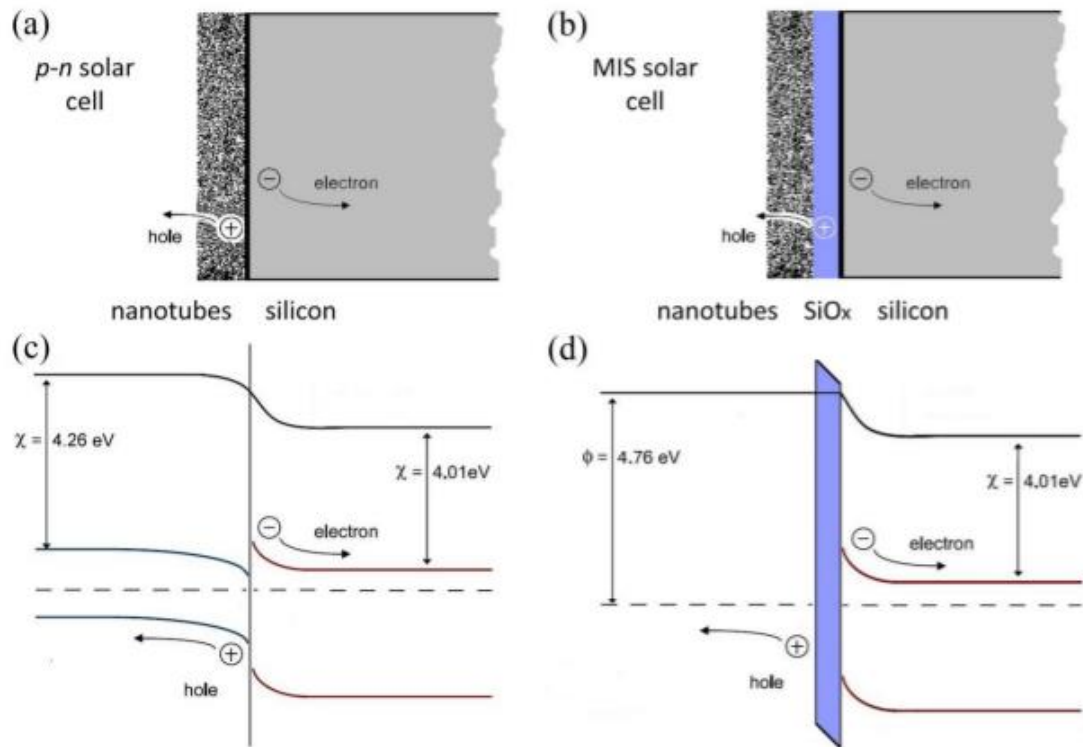 (a)
p-n solar
cell
electron
hole
nanotubes silicon
(b)
MIS solar
cell
electron
hole
nanotubes SiOx silicon
(c)
χ = 4.26 eV
χ = 4.01eV
electron
hole
(d)
ϕ = 4.76 eV
χ = 4.01eV
electron
hole